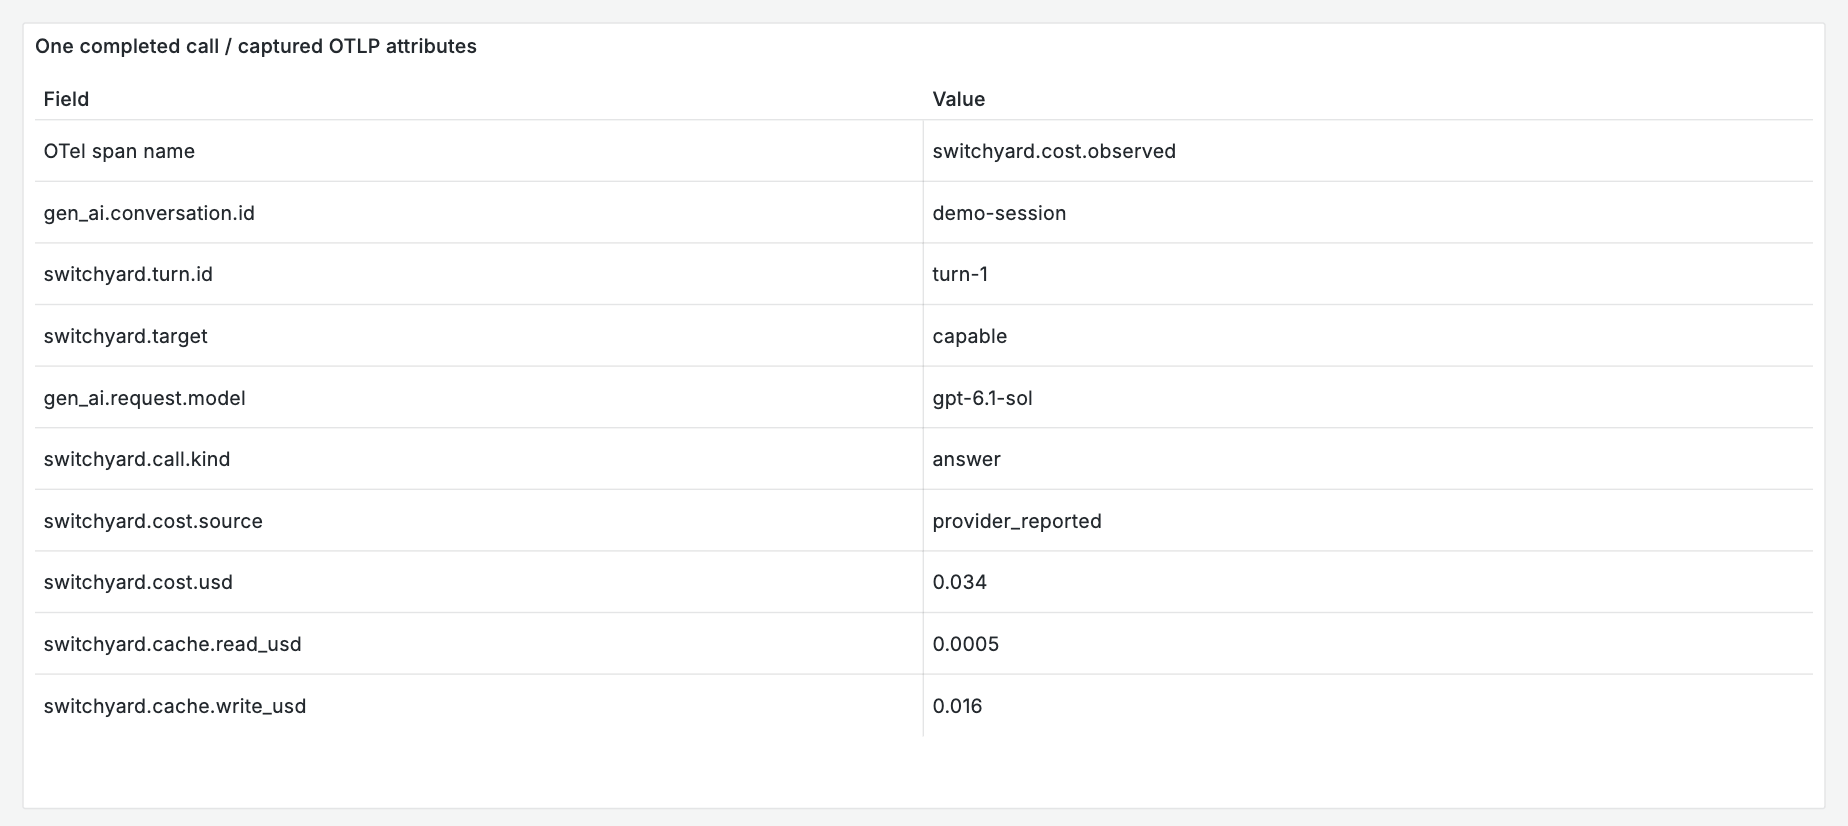 One completed call / captured OTLP attributes
Field Value
OTel span name switchyard.cost.observed
gen_ai.conversation.id demo-session
switchyard.turn.id turn-1
switchyard.target capable
gen_ai.request.model gpt-6.1-sol
switchyard.call.kind answer
switchyard.cost.source provider_reported
switchyard.cost.usd 0.034
switchyard.cache.read_usd 0.0005
switchyard.cache.write_usd 0.016